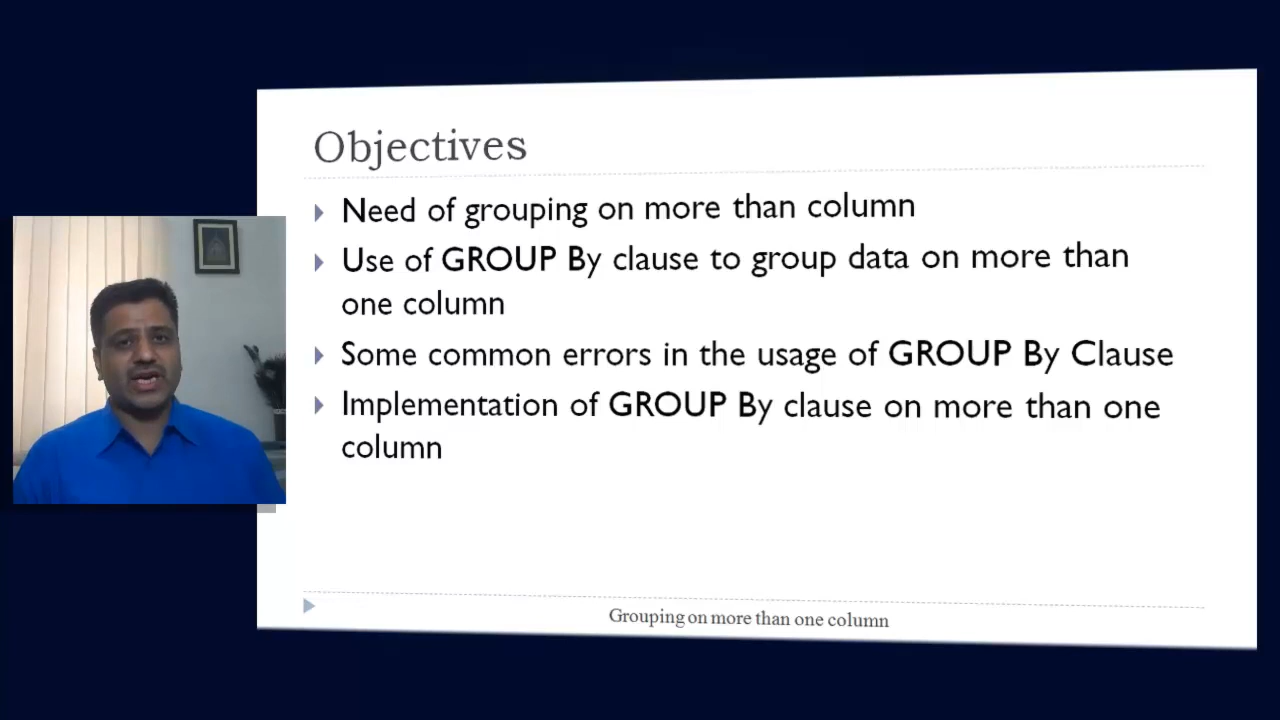 Objectives
Need of grouping on more than column
Use of GROUP By clause to group data on more than
one column
Some common errors in the usage of GROUP By Clause
Implementation of GROUP By clause on more than one
column
Grouping on more than one column